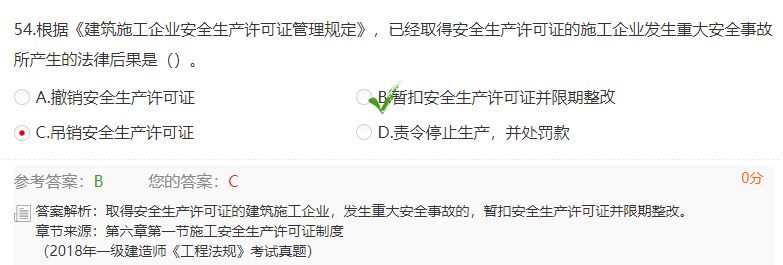 54.根据《建筑施工企业安全生产许可证管理规定》，已经取得安全生产许可证的施工企业发生重大安全事故
所产生的法律后果是（）。
A.撤销安全生产许可证
B.暂扣安全生产许可证并限期整改
C.吊销安全生产许可证
D.责令停止生产，并处罚款
参考答案：B 您的答案：C 0分
答案解析：取得安全生产许可证的建筑施工企业，发生重大安全事故的，暂扣安全生产许可证并限期整改。
章节来源：第六章第一节施工安全生产许可证制度
（2018年一级建造师《工程法规》考试真题）